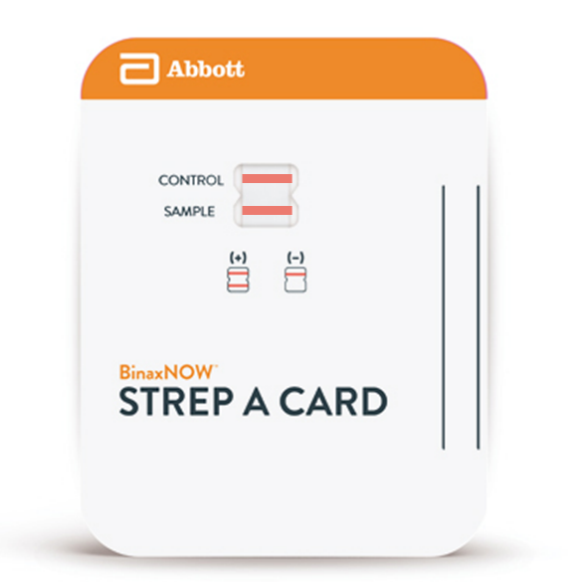 Abbott
CONTROL
SAMPLE
(+) (-)
BinaxNOW™
STREP A CARD